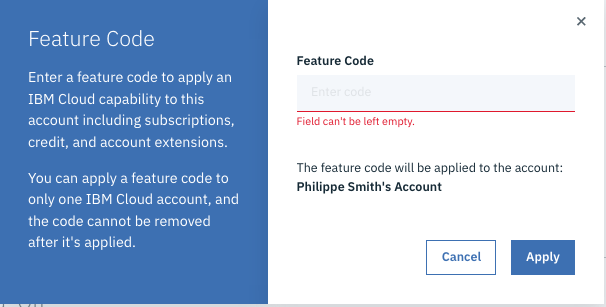 Feature Code
Enter a feature code to apply an
IBM Cloud capability to this
account including subscriptions,
credit, and account extensions.
You can apply a feature code to
only one IBM Cloud account, and
the code cannot be removed
after it's applied.
Feature Code
Enter code
Field can't be left empty.
The feature code will be applied to the account:
Philippe Smith's Account
Cancel
Apply